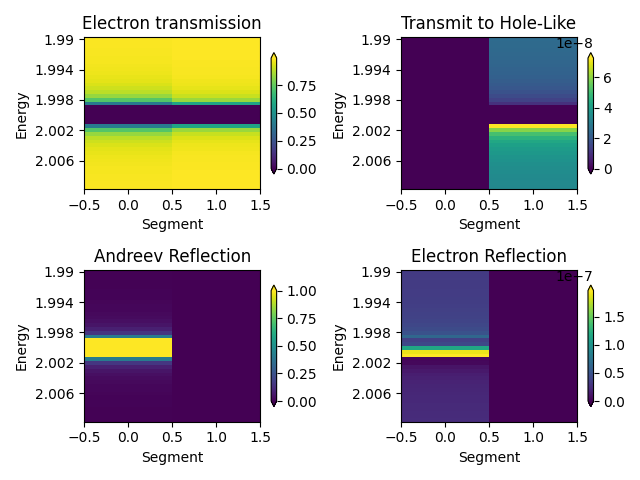 Electron transmission
1.99
1.994
1.998
2.002
2.006
Energy
−0.5 0.0 0.5 1.0 1.5
Segment
0.75
0.50
0.25
0.00
Transmit to Hole-Like
1e−8
1.99
1.994
1.998
2.002
2.006
Energy
−0.5 0.0 0.5 1.0 1.5
Segment
6
4
2
0
Andreev Reflection
1.99
1.994
1.998
2.002
2.006
Energy
−0.5 0.0 0.5 1.0 1.5
Segment
1.00
0.75
0.50
0.25
0.00
Electron Reflection
1e−7
1.99
1.994
1.998
2.002
2.006
Energy
−0.5 0.0 0.5 1.0 1.5
Segment
1.5
1.0
0.5
0.0